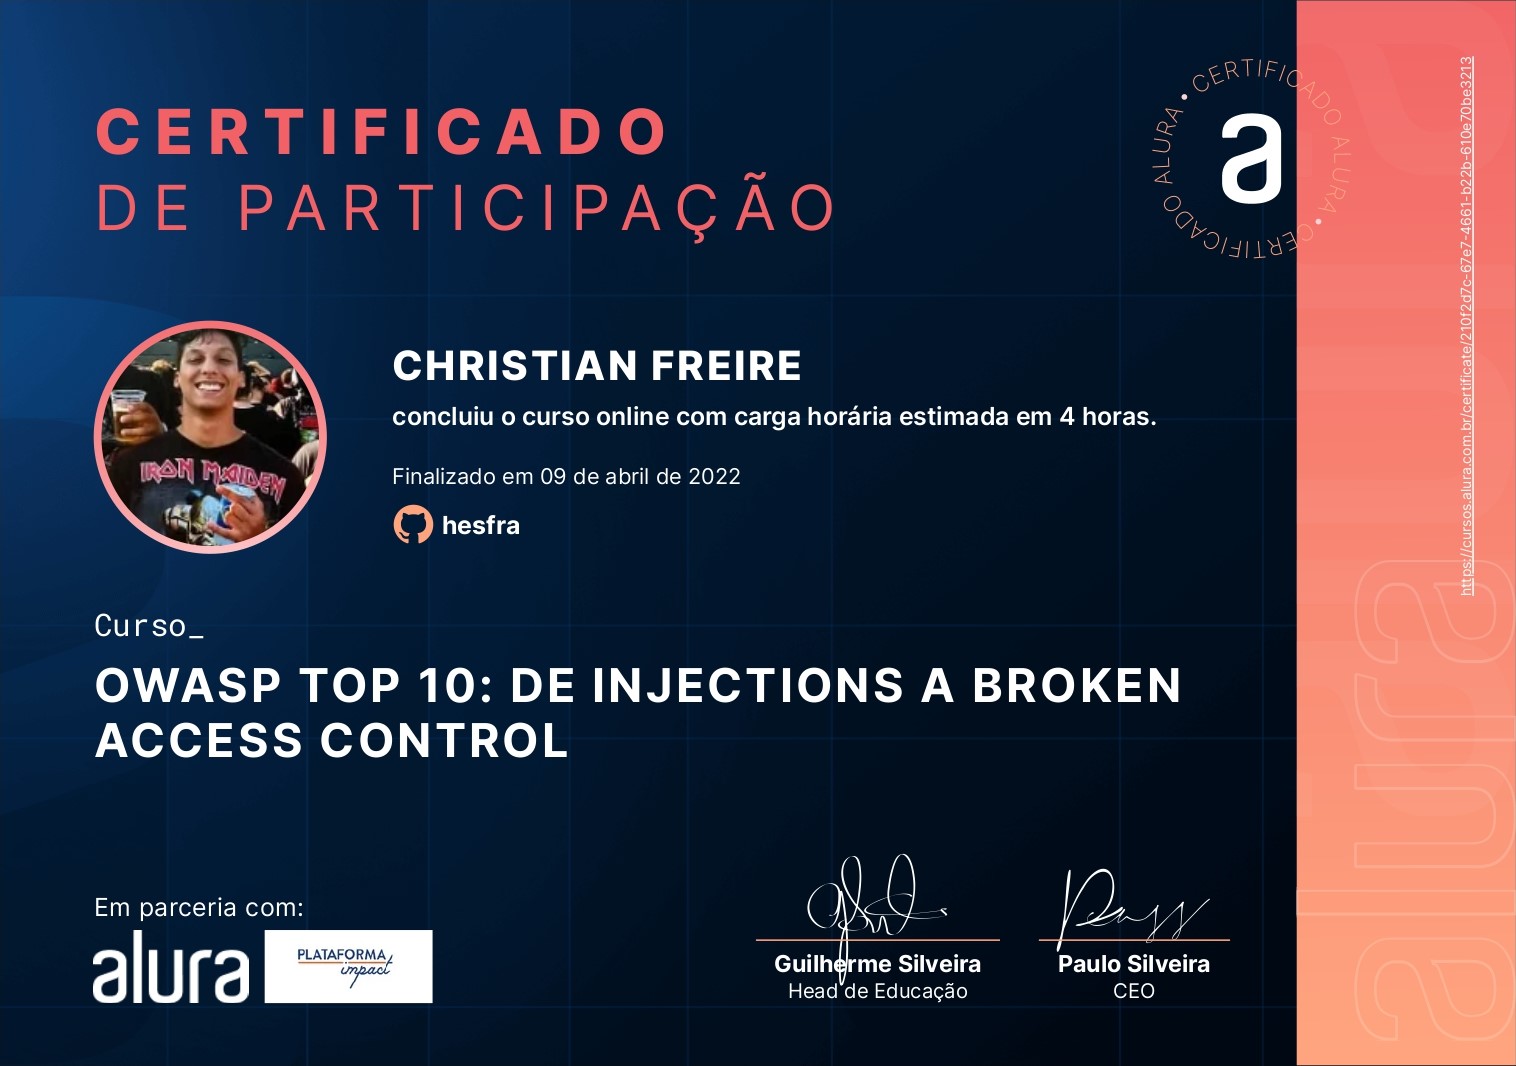 CERTIFICADO
DE PARTICIPAÇÃO
CERTIFICADO ALURA • CERTIFICADO ALURA •
a
https://cursos.alura.com.br/certificate/210f2d7c-67e7-4661-b22b-610e70be3213
CHRISTIAN FREIRE
concluiu o curso online com carga horária estimada em 4 horas.
Finalizado em 09 de abril de 2022
hesfra
IRON MAIDEN
Curso_
OWASP TOP 10: DE INJECTIONS A BROKEN
ACCESS CONTROL
Em parceria com:
alura
PLATAFORMA
impact
Guilherme Silveira
Head de Educação
Paulo Silveira
CEO
alura